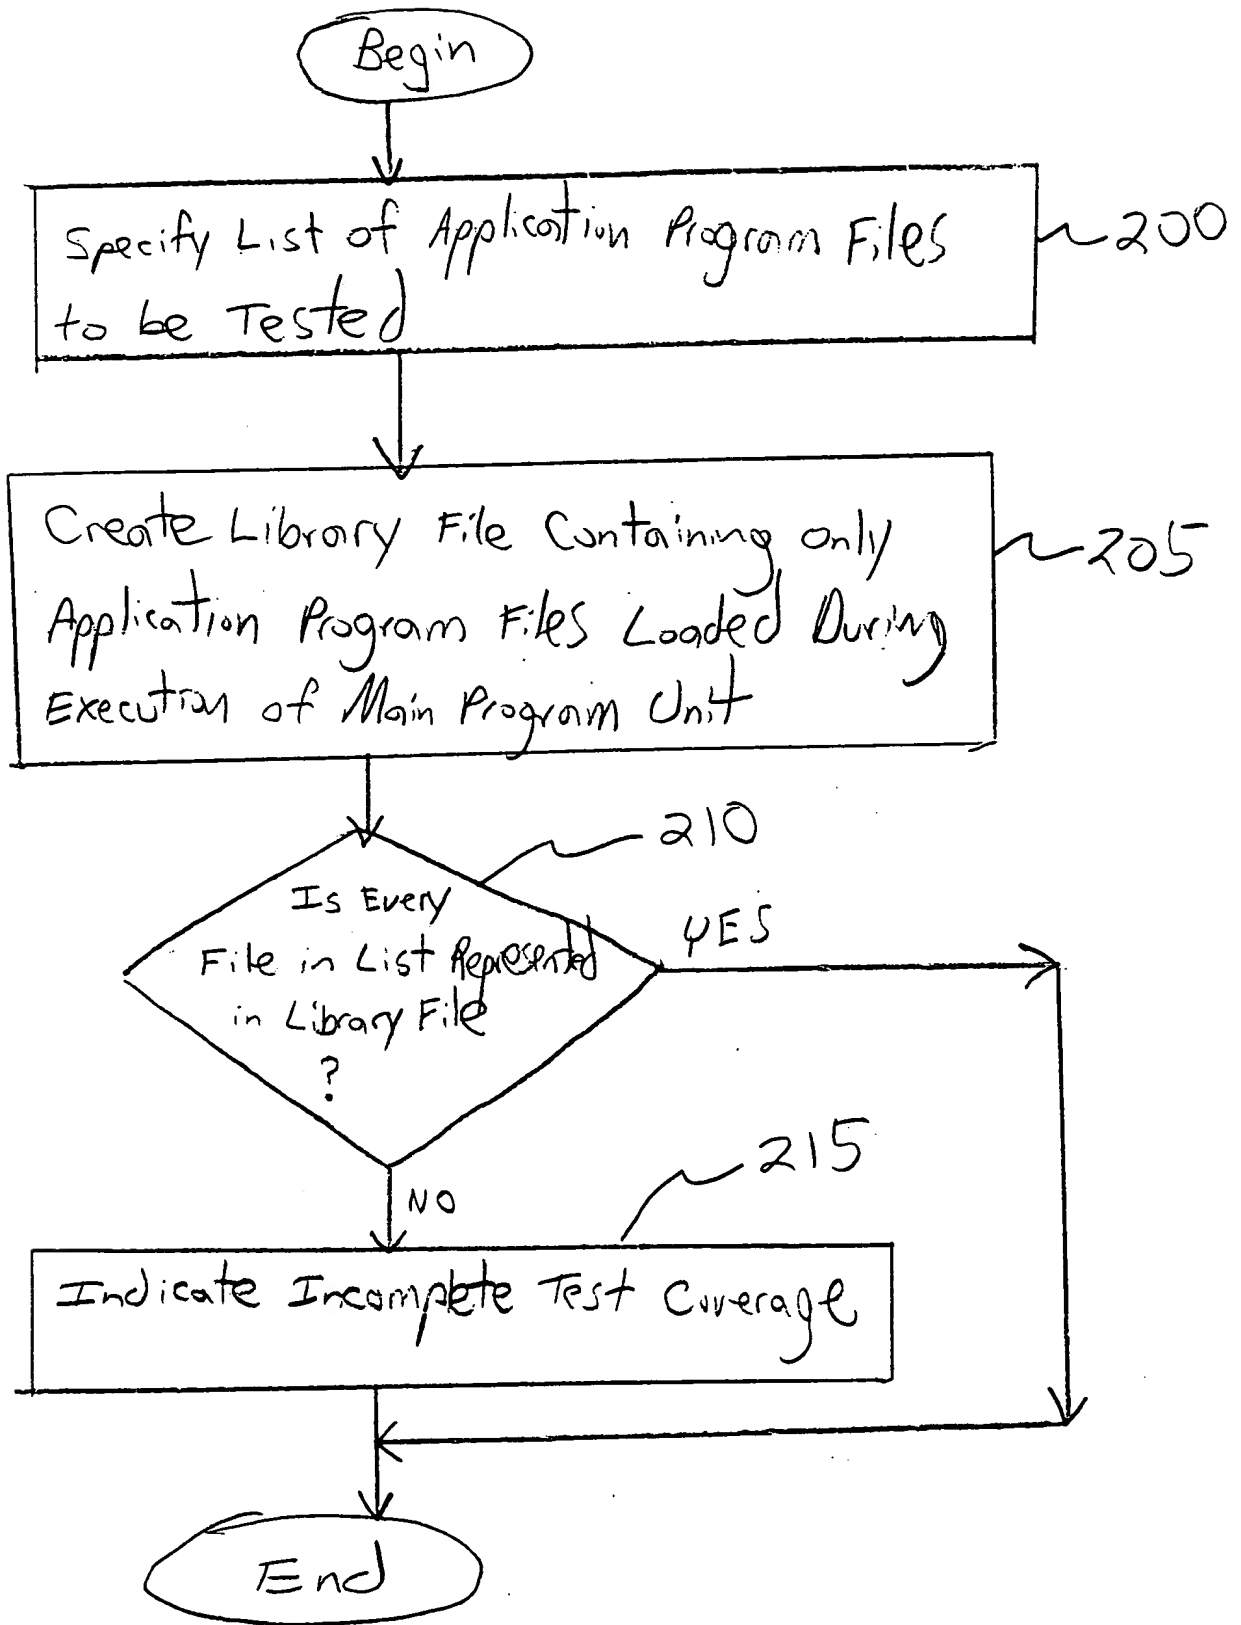 Begin
Specify List of Application Program Files
to be Tested
200
Create Library File Containing only
Application Program Files Loaded During
Execution of Main Program Unit
205
210
Is Every
File in List Represented
in Library File
?
YES
NO
215
Indicate Incomplete Test Coverage
End